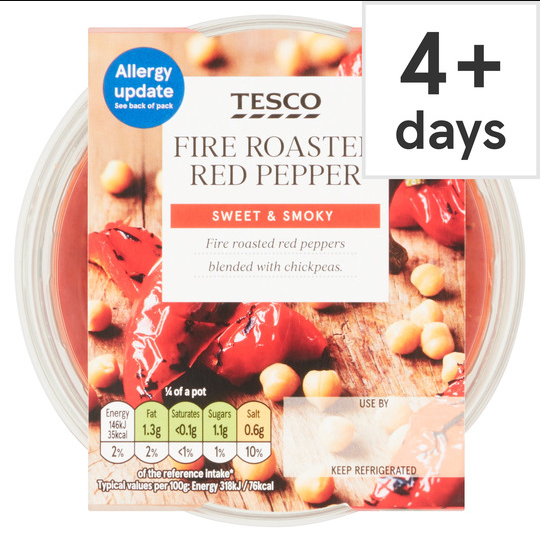 Allergy
update
See back of pack
4+
days
TESCO
FIRE ROASTE
RED PEPPER
SWEET & SMOKY
Fire roasted red peppers
blended with chickpeas.
¼ of a pot
Energy
146kJ
35kcal
2%
Fat
1.3g
2%
Saturates
<0.1g
<1%
Sugars
1.1g
1%
Salt
0.6g
10%
of the reference intake*
Typical values per 100g: Energy 318kJ / 76kcal
USE BY
KEEP REFRIGERATED